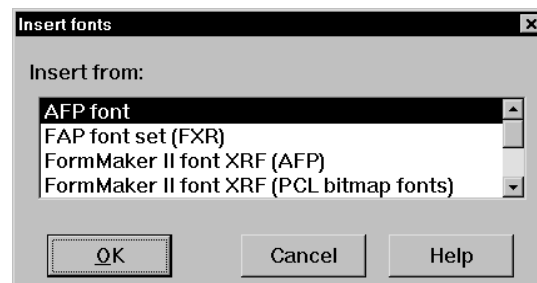 Insert fonts
Insert from:
AFP font
FAP font set (FXR)
FormMaker II font XRF (AFP)
FormMaker II font XRF (PCL bitmap fonts)
OK Cancel Help